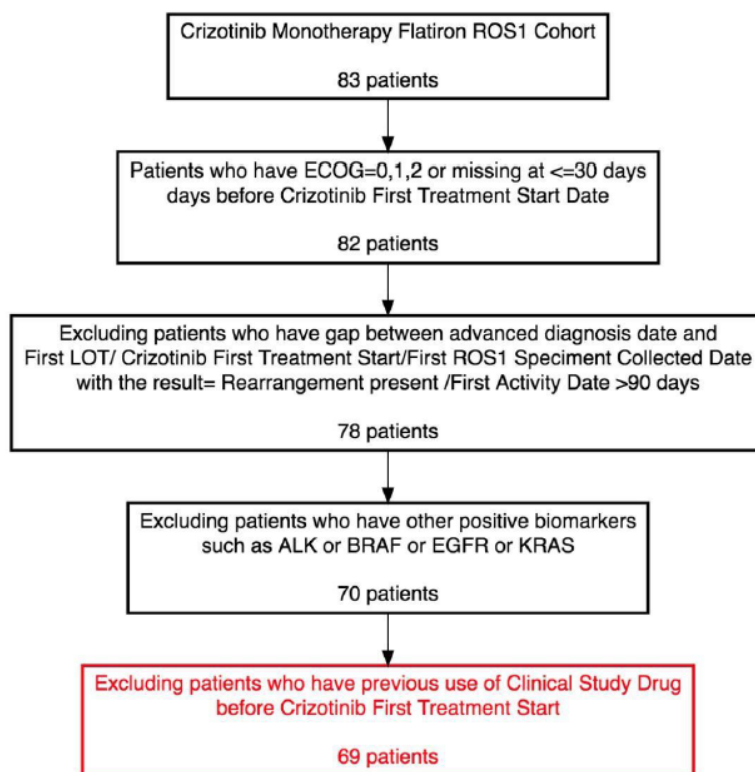 Crizotinib Monotherapy Flatiron ROS1 Cohort
83 patients
Patients who have ECOG=0,1,2 or missing at <=30 days
days before Crizotinib First Treatment Start Date
82 patients
Excluding patients who have gap between advanced diagnosis date and
First LOT/ Crizotinib First Treatment Start/First ROS1 Speciment Collected Date
with the result= Rearrangement present /First Activity Date >90 days
78 patients
Excluding patients who have other positive biomarkers
such as ALK or BRAF or EGFR or KRAS
70 patients
Excluding patients who have previous use of Clinical Study Drug
before Crizotinib First Treatment Start
69 patients